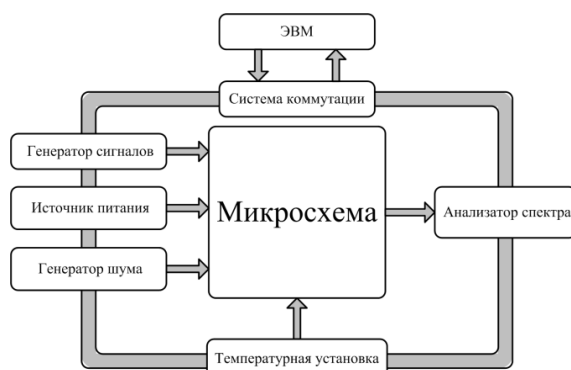 ЭВМ
Система коммутации
Генератор сигналов
Источник питания
Генератор шума
Микросхема
Анализатор спектра
Температурная установка